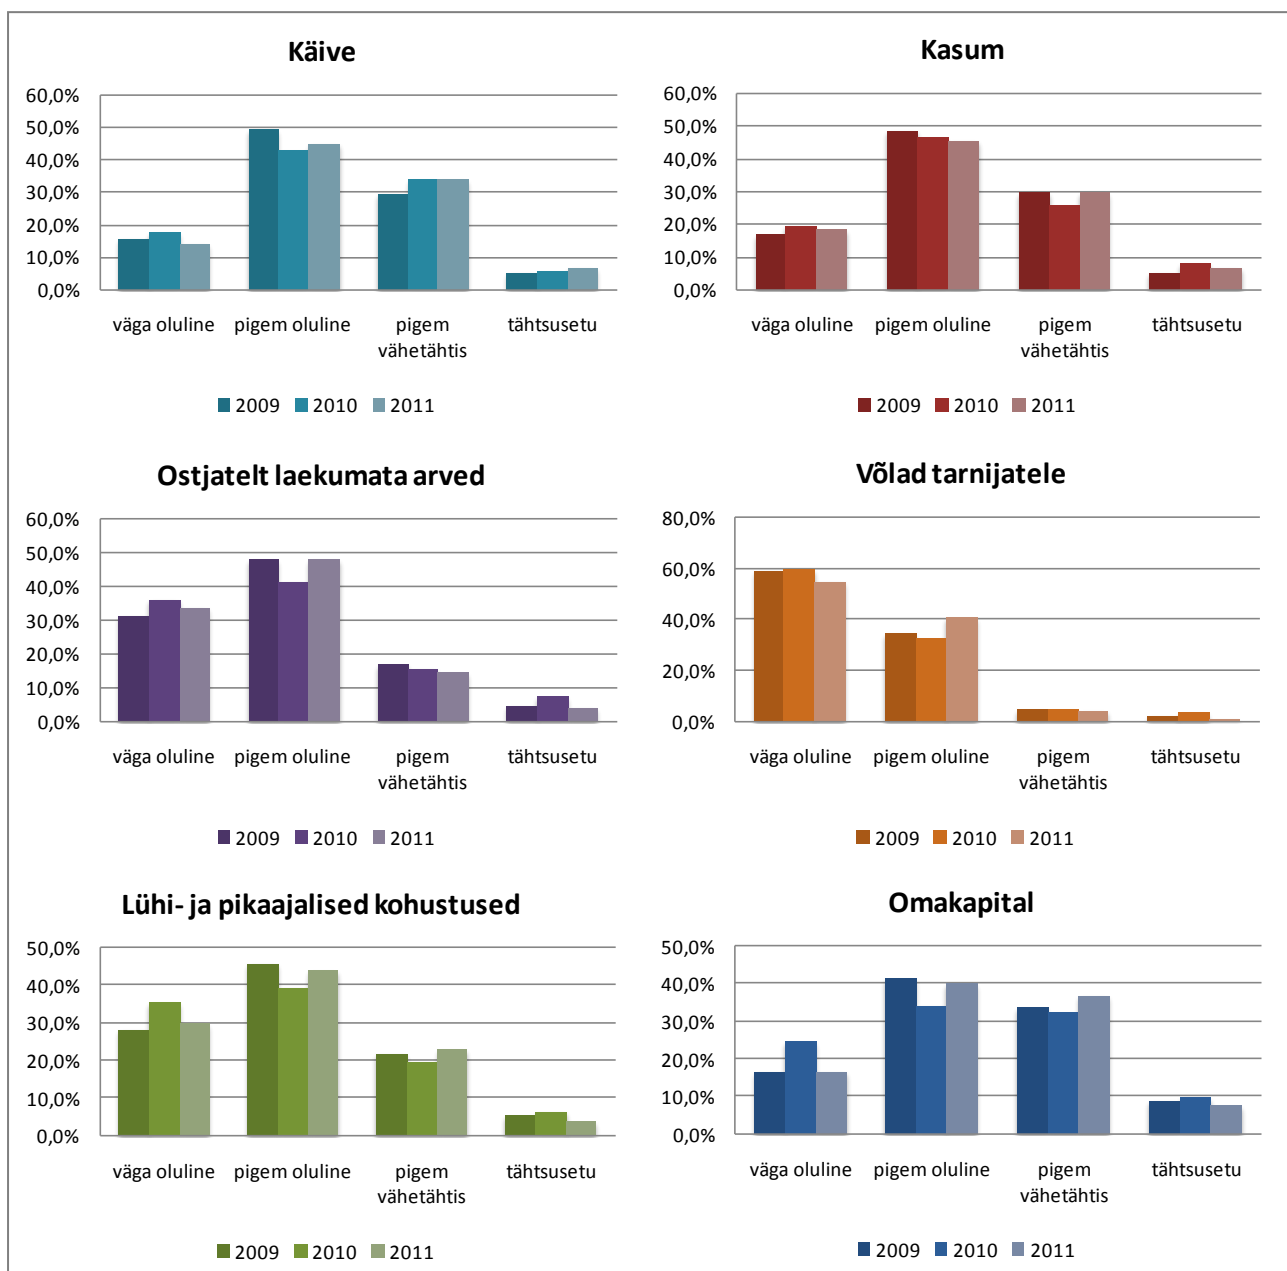 Käive
60,0%
50,0%
40,0%
30,0%
20,0%
10,0%
0,0%
väga oluline
pigem oluline
pigem
vähetähtis
tähtsusetu
2009 2010 2011
Kasum
60,0%
50,0%
40,0%
30,0%
20,0%
10,0%
0,0%
väga oluline
pigem oluline
pigem
vähetähtis
tähtsusetu
2009 2010 2011
Ostjatelt laekumata arved
60,0%
50,0%
40,0%
30,0%
20,0%
10,0%
0,0%
väga oluline
pigem oluline
pigem
vähetähtis
tähtsusetu
2009 2010 2011
Võlad tarnijatele
80,0%
60,0%
40,0%
20,0%
0,0%
väga oluline
pigem oluline
pigem
vähetähtis
tähtsusetu
2009 2010 2011
Lühi- ja pikaajalised kohustused
50,0%
40,0%
30,0%
20,0%
10,0%
0,0%
väga oluline
pigem oluline
pigem
vähetähtis
tähtsusetu
2009 2010 2011
Omakapital
50,0%
40,0%
30,0%
20,0%
10,0%
0,0%
väga oluline
pigem oluline
pigem
vähetähtis
tähtsusetu
2009 2010 2011